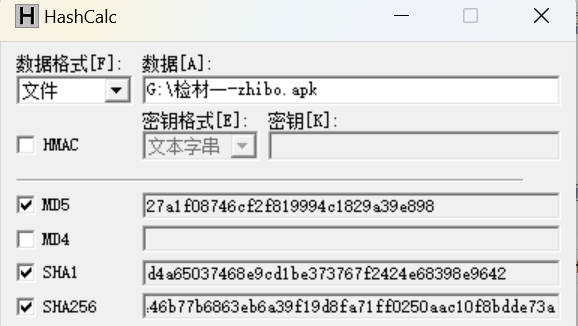 HashCalc
数据格式[F]: 数据[A]:
文件 G:\检材一-zhibo.apk
密钥格式[E]: 密钥[K]:
HMAC 文本字串
MD5 27a1f08746cf2f819994c1829a39e898
MD4
SHA1 d4a65037468e9cd1be373767f2424e68398e9642
SHA256 46b77b6863eb6a39f19d8fa71ff0250aac10f8bdde73a